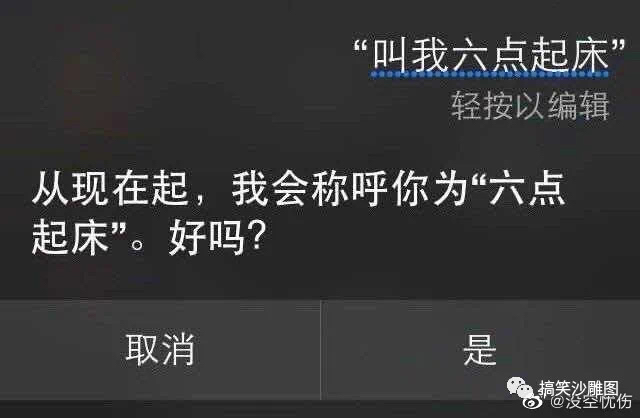 “叫我六点起床”
轻按以编辑
从现在起，我会称呼你为“六点
起床”。好吗？
取消
是
搞笑沙雕图
@没空忧伤